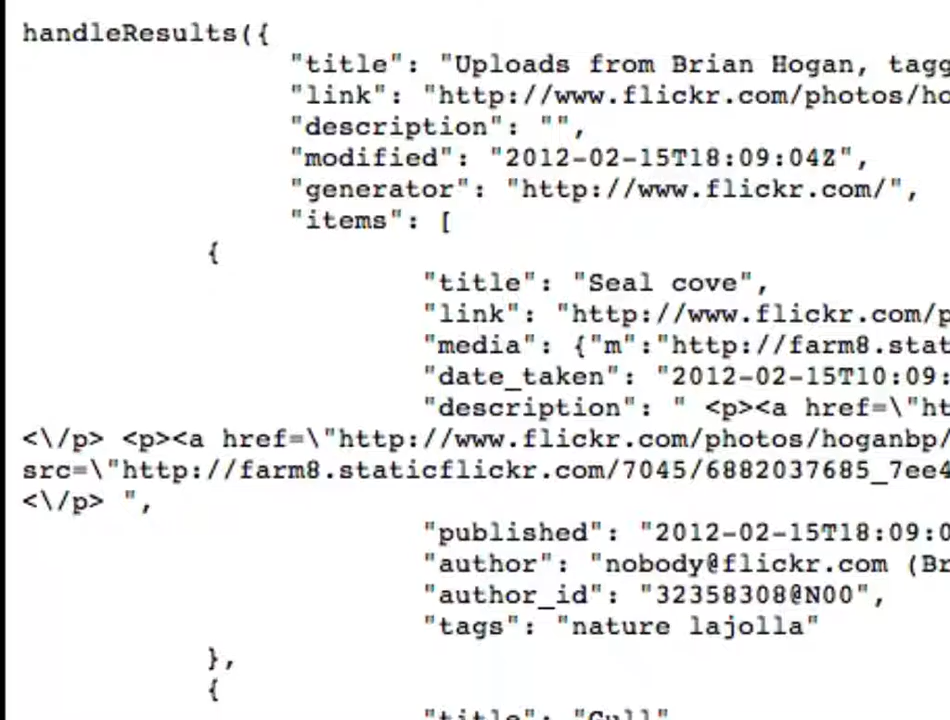 handleResults({
"title": "Uploads from Brian Hogan, tagg
"link": "http://www.flickr.com/photos/ho
"description": "",
"modified": "2012-02-15T18:09:04Z",
"generator": "http://www.flickr.com/",
"items": [
{
"title": "Seal cove",
"link": "http://www.flickr.com/p
"media": {"m":"http://farm8.stat
"date_taken": "2012-02-15T10:09:
"description": " <p><a href=\"ht
<\/p> <p><a href=\"http://www.flickr.com/photos/hoganbp/
src=\"http://farm8.staticflickr.com/7045/6882037685_7ee4
<\/p> ",
"published": "2012-02-15T18:09:0
"author": "nobody@flickr.com (Br
"author_id": "32358308@N00",
"tags": "nature lajolla"
},
{
"title": "Gull"